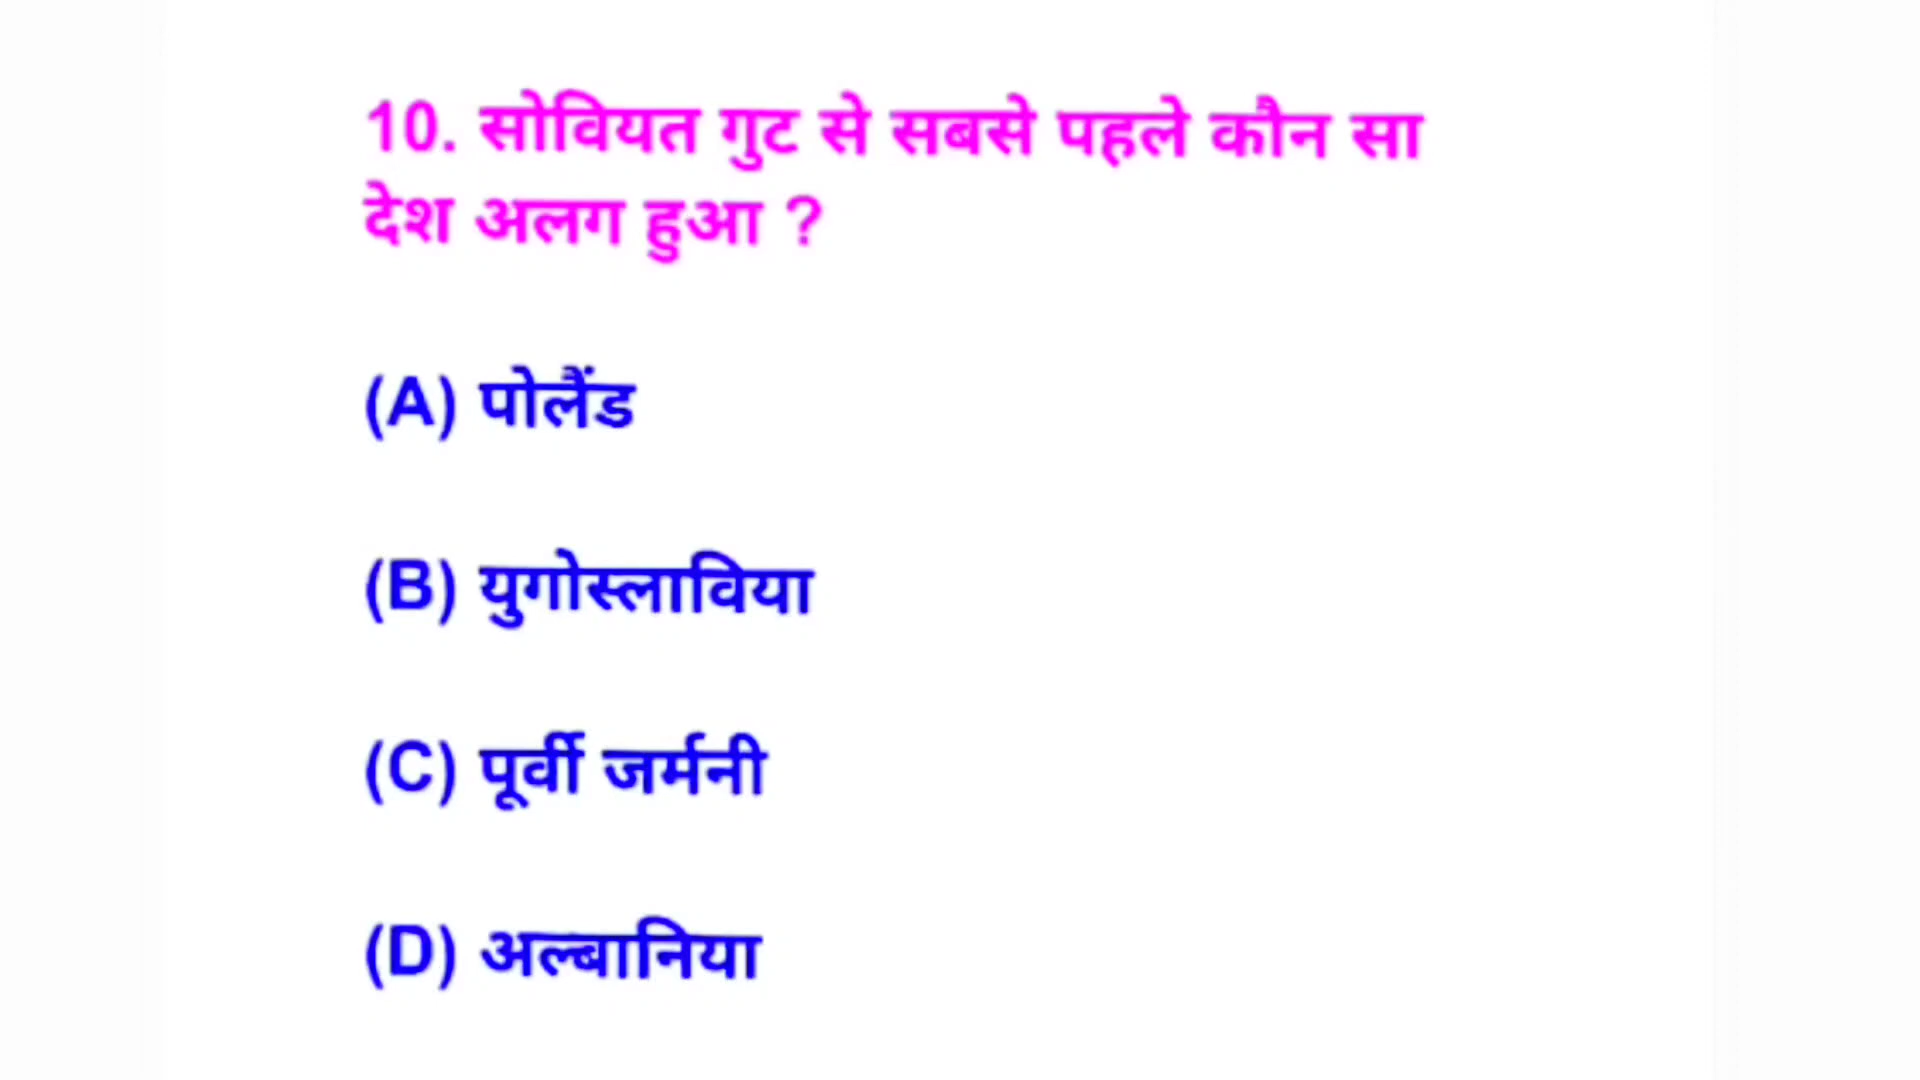 10. सोवियत गुट से सबसे पहले कौन सा
देश अलग हुआ ?
(A) पोलैंड
(B) युगोस्लाविया
(C) पूर्वी जर्मनी
(D) अल्बानिया